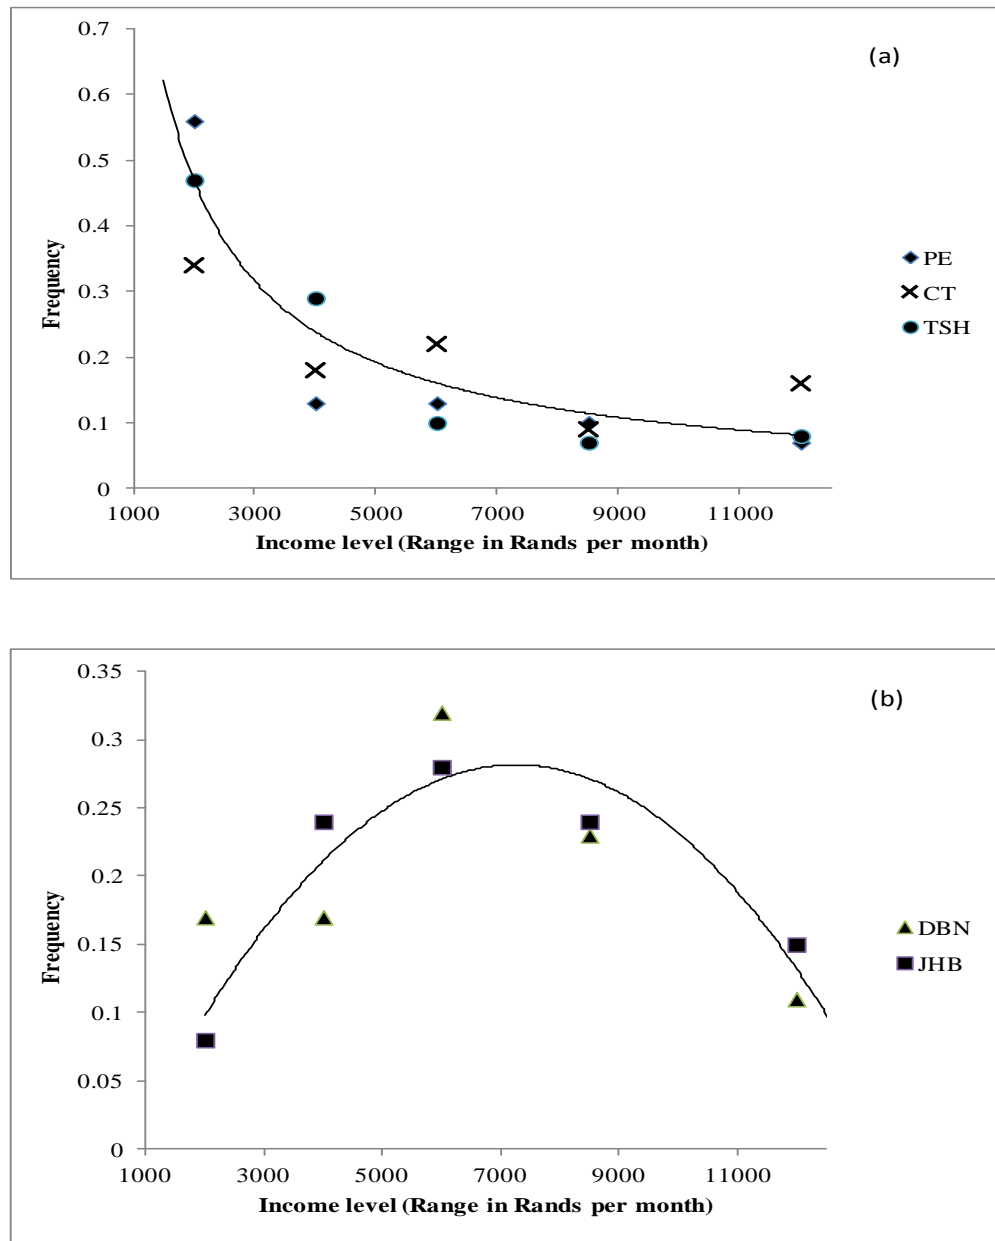 0.7
(a)
0.6
0.5
0.4
0.3
0.2
0.1
0
Frequency
PE
CT
TSH
1000 3000 5000 7000 9000 11000
Income level (Range in Rands per month)
0.35
(b)
0.3
0.25
0.2
0.15
0.1
0.05
0
Frequency
DBN
JHB
1000 3000 5000 7000 9000 11000
Income level (Range in Rands per month)